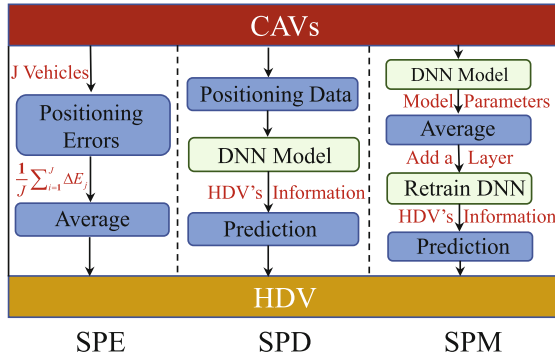 CAVs
J Vehicles
Positioning
Errors
1/J ∑_{i=1}^{J} ΔE_j
Average
Positioning Data
DNN Model
HDV's Information
Prediction
DNN Model
Model Parameters
Average
Add a Layer
Retrain DNN
HDV's Information
Prediction
HDV
SPE SPD SPM